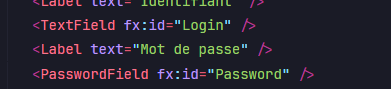 <Label text="Identifiant" />
<TextField fx:id="Login" />
<Label text="Mot de passe" />
<PasswordField fx:id="Password" />